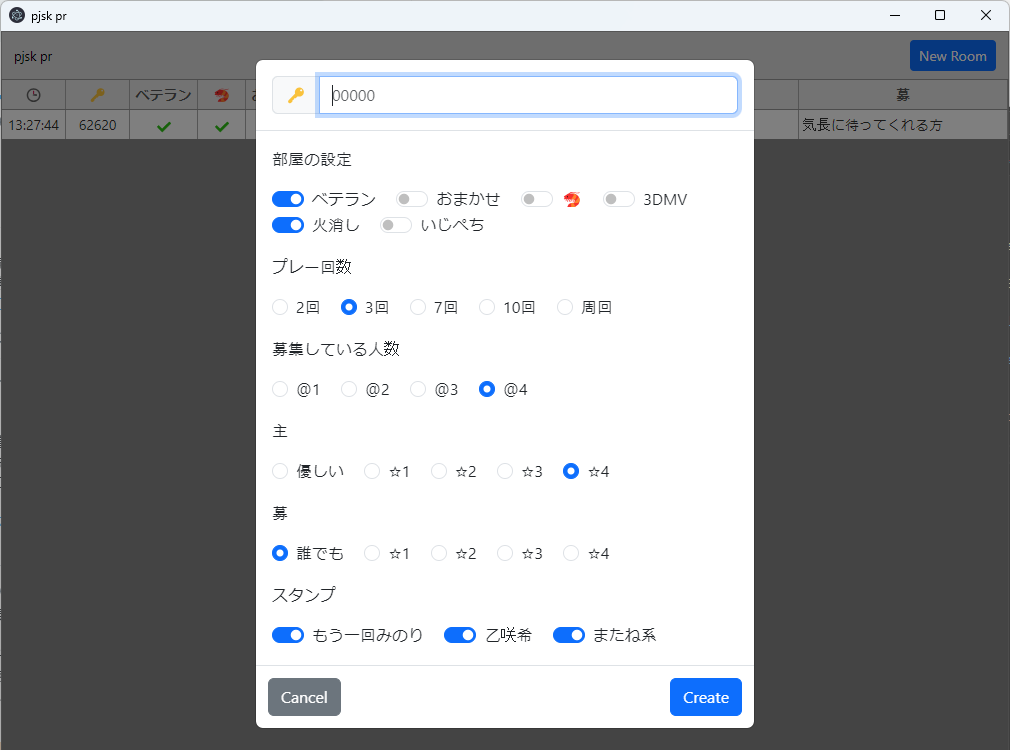 pjsk pr
pjsk pr New Room
ベテラン 募
13:27:44 62620 気長に待ってくれる方
00000
部屋の設定
ベテラン おまかせ 🦐 3DMV
火消し いじぺち
プレー回数
2回 3回 7回 10回 周回
募集している人数
@1 @2 @3 @4
主
優しい ☆1 ☆2 ☆3 ☆4
募
誰でも ☆1 ☆2 ☆3 ☆4
スタンプ
もう一回みのり 乙咲希 またね系
Cancel Create